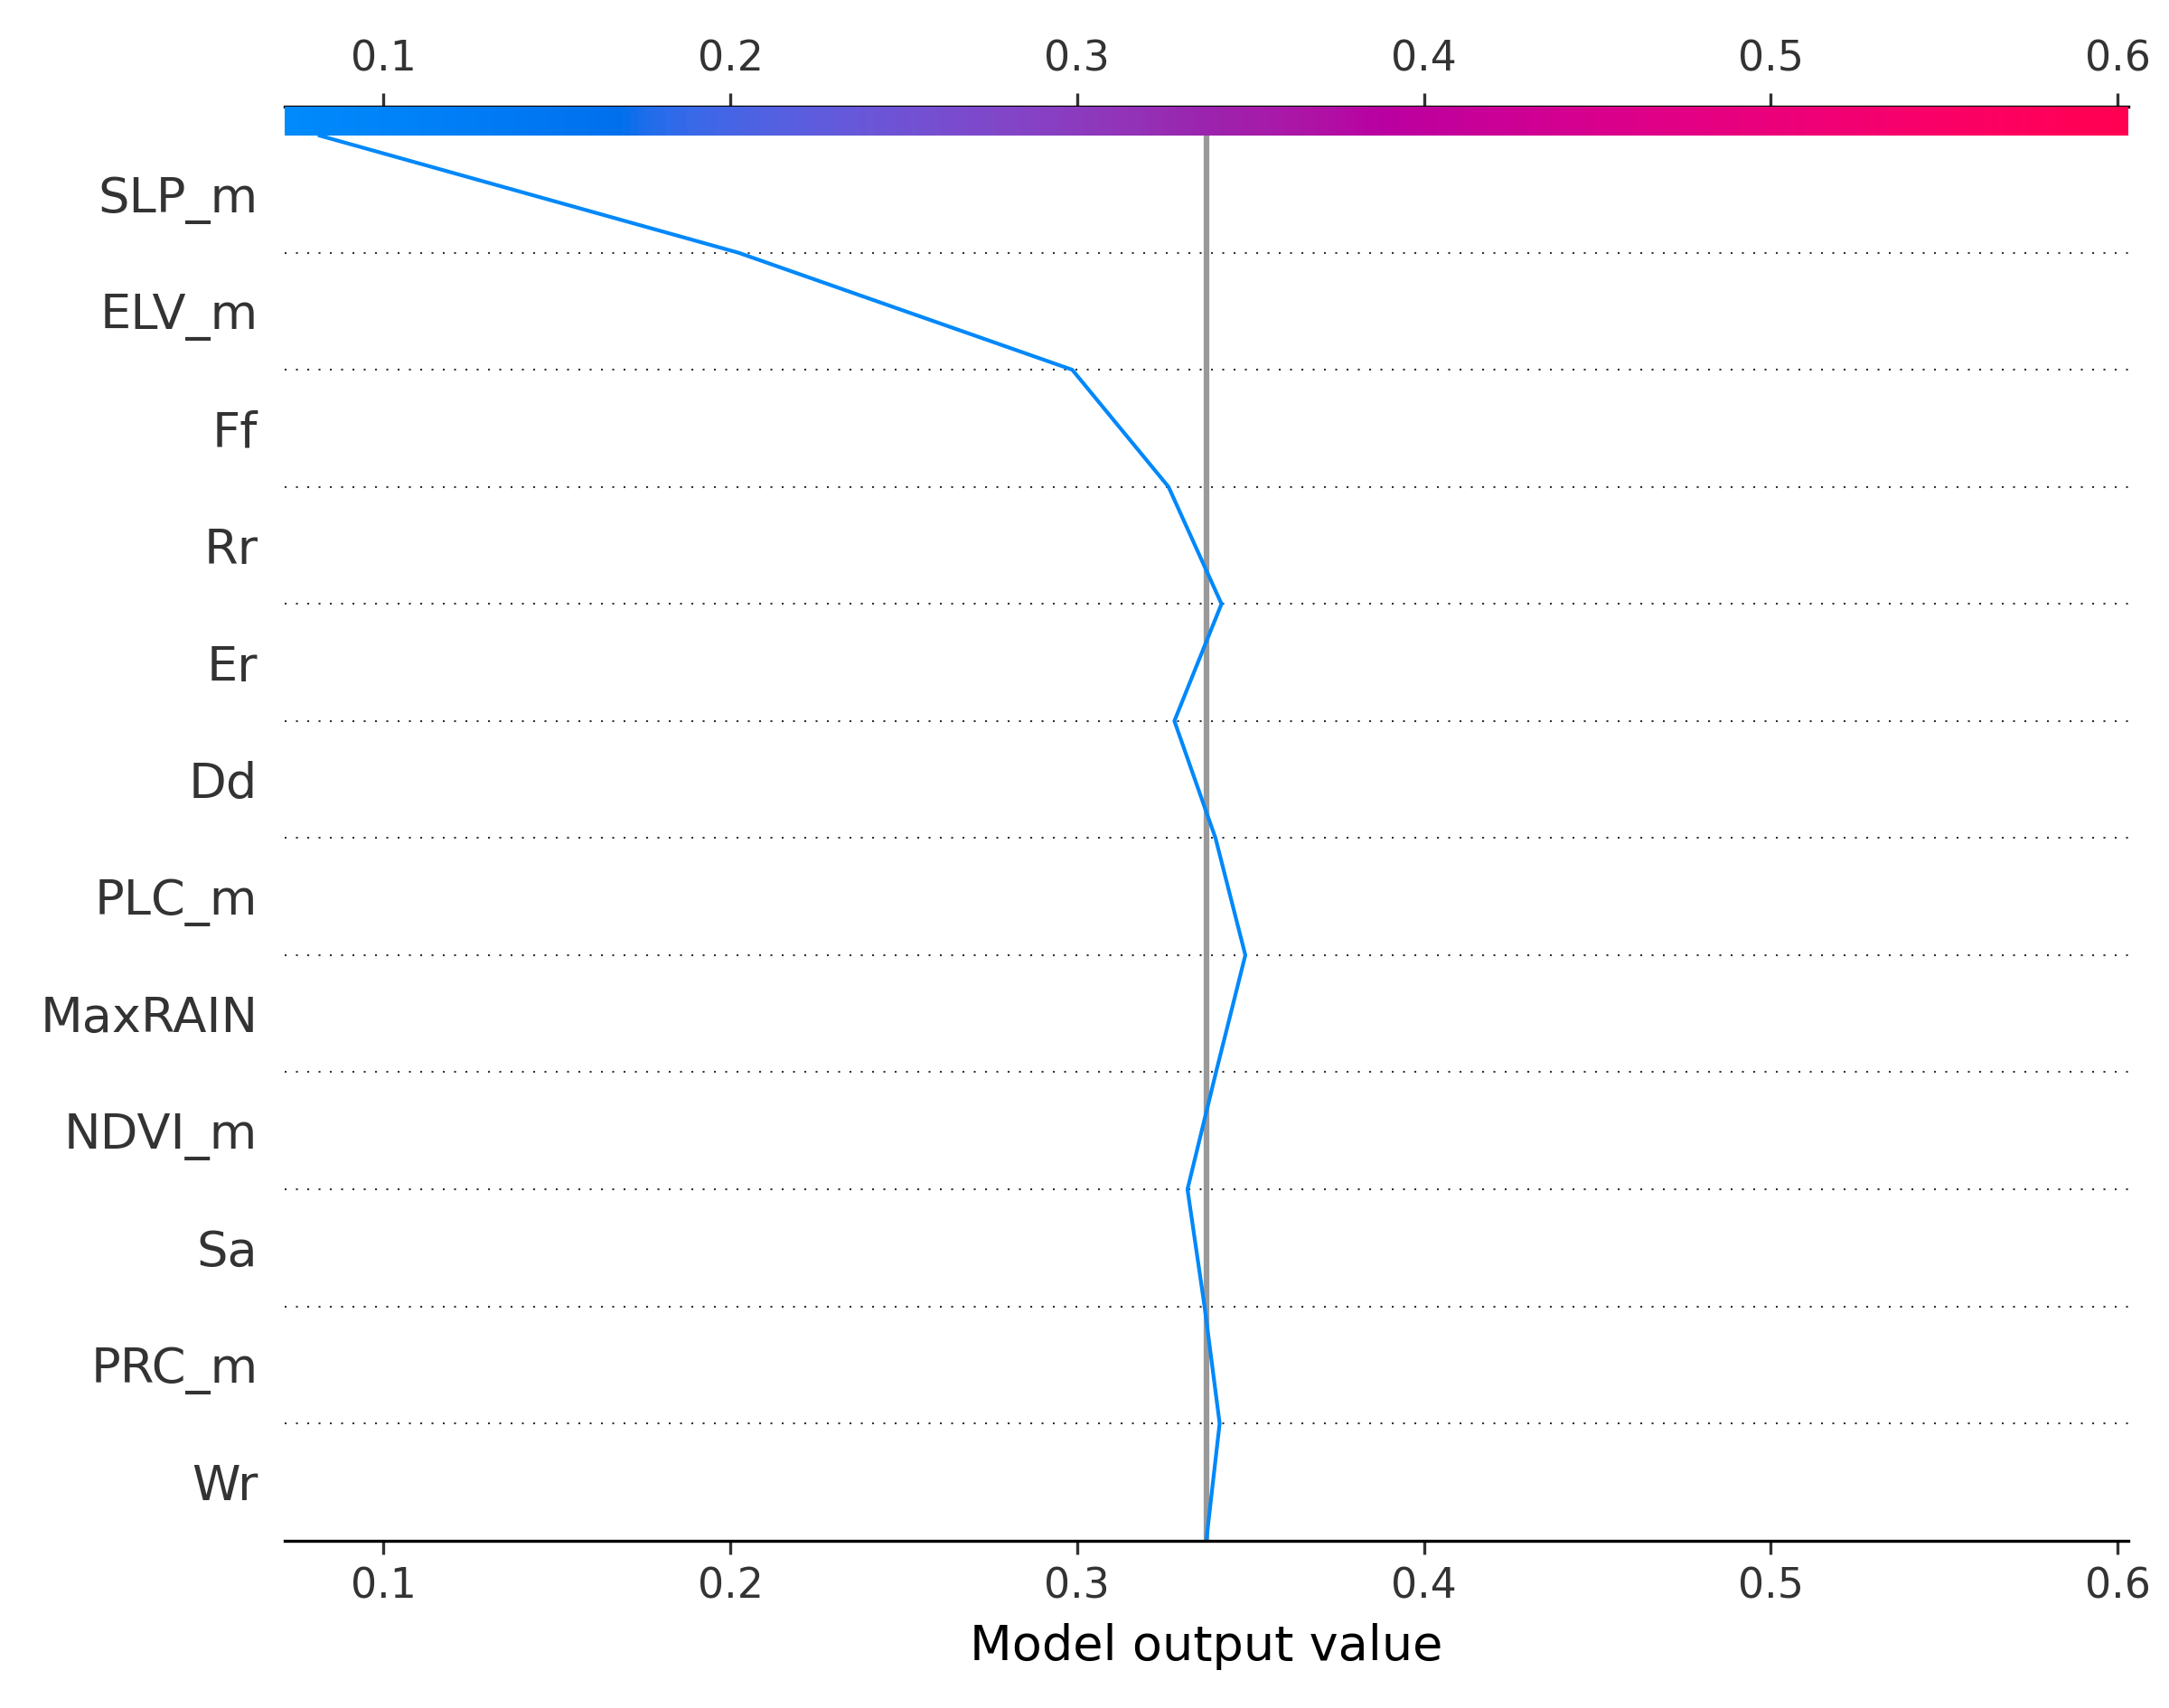 0.1 0.2 0.3 0.4 0.5 0.6
SLP_m
ELV_m
Ff
Rr
Er
Dd
PLC_m
MaxRAIN
NDVI_m
Sa
PRC_m
Wr
0.1 0.2 0.3 0.4 0.5 0.6
Model output value